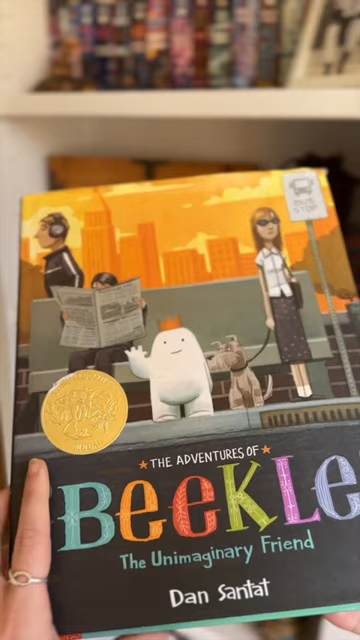 BUS
STOP
THE ADVENTURES OF
BEEKLE
The Unimaginary Friend
Dan Santat